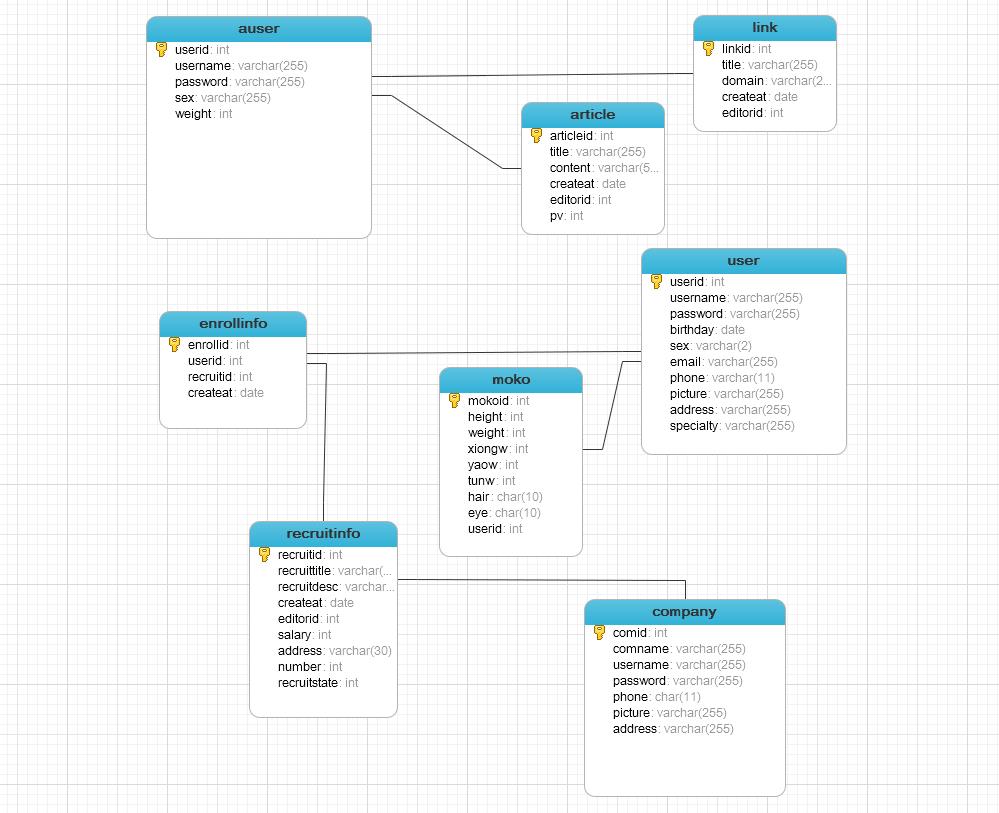 auser
userid: int
username: varchar(255)
password: varchar(255)
sex: varchar(255)
weight: int
link
linkid: int
title: varchar(255)
domain: varchar(2...
createat: date
editorid: int
article
articleid: int
title: varchar(255)
content: varchar(5...
createat: date
editorid: int
pv: int
user
userid: int
username: varchar(255)
password: varchar(255)
birthday: date
sex: varchar(2)
email: varchar(255)
phone: varchar(11)
picture: varchar(255)
address: varchar(255)
specialty: varchar(255)
enrollinfo
enrollid: int
userid: int
recruitid: int
createat: date
moko
mokoid: int
height: int
weight: int
xiongw: int
yaow: int
tunw: int
hair: char(10)
eye: char(10)
userid: int
recruitinfo
recruitid: int
recruittitle: varchar(...
recruitdesc: varchar...
createat: date
editorid: int
salary: int
address: varchar(30)
number: int
recruitstate: int
company
comid: int
comname: varchar(255)
username: varchar(255)
password: varchar(255)
phone: char(11)
picture: varchar(255)
address: varchar(255)